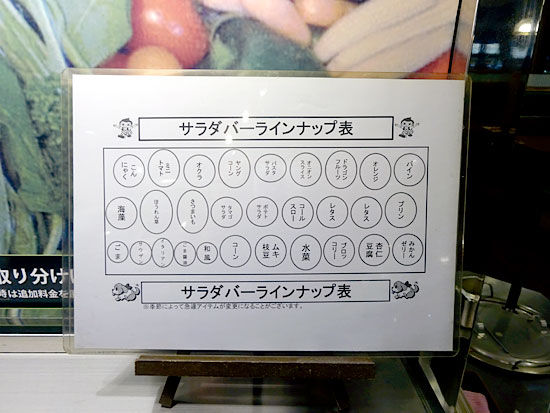 サラダバーラインナップ表
こんにゃく
ミニトマト
オクラ
ヤングコーン
パスタサラダ
オニオンスライス
ドラゴンフルーツ
オレンジ
パイン
海藻
ほうれん草
さつまいも
タマゴサラダ
ポテトサラダ
コールスロー
レタス
レタス
プリン
ごま
和風
コーン
ムキ枝豆
水菜
ブロッコリー
杏仁豆腐
みかんゼリー
サラダバーラインナップ表
※季節によって急遽アイテムが変更になることがございます。
取り分け
時は追加料金を